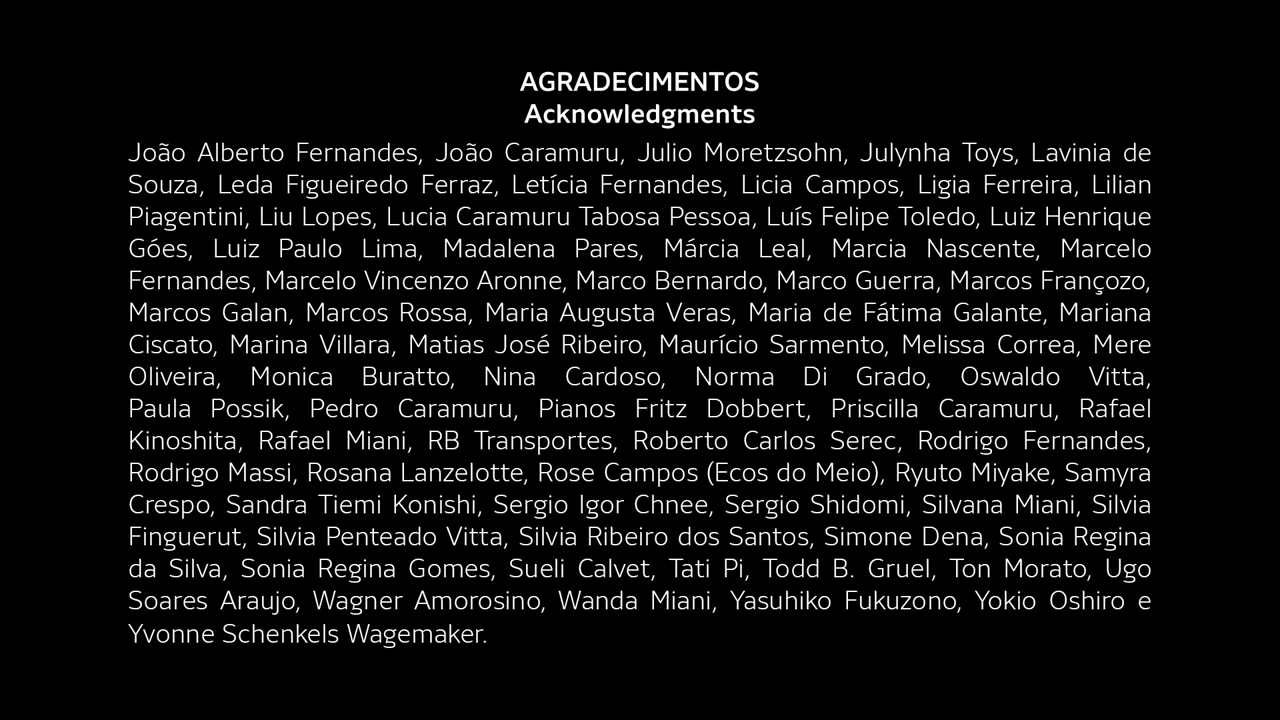 AGRADECIMENTOS
Acknowledgments
João Alberto Fernandes, João Caramuru, Julio Moretzsohn, Julynha Toys, Lavinia de
Souza, Leda Figueiredo Ferraz, Letícia Fernandes, Licia Campos, Ligia Ferreira, Lilian
Piagentini, Liu Lopes, Lucia Caramuru Tabosa Pessoa, Luís Felipe Toledo, Luiz Henrique
Góes, Luiz Paulo Lima, Madalena Pares, Márcia Leal, Marcia Nascente, Marcelo
Fernandes, Marcelo Vincenzo Aronne, Marco Bernardo, Marco Guerra, Marcos Françozo,
Marcos Galan, Marcos Rossa, Maria Augusta Veras, Maria de Fátima Galante, Mariana
Ciscato, Marina Villara, Matias José Ribeiro, Maurício Sarmento, Melissa Correa, Mere
Oliveira, Monica Buratto, Nina Cardoso, Norma Di Grado, Oswaldo Vitta,
Paula Possik, Pedro Caramuru, Pianos Fritz Dobbert, Priscilla Caramuru, Rafael
Kinoshita, Rafael Miani, RB Transportes, Roberto Carlos Serec, Rodrigo Fernandes,
Rodrigo Massi, Rosana Lanzelotte, Rose Campos (Ecos do Meio), Ryuto Miyake, Samyra
Crespo, Sandra Tiemi Konishi, Sergio Igor Chnee, Sergio Shidomi, Silvana Miani, Silvia
Finguerut, Silvia Penteado Vitta, Silvia Ribeiro dos Santos, Simone Dena, Sonia Regina
da Silva, Sonia Regina Gomes, Sueli Calvet, Tati Pi, Todd B. Gruel, Ton Morato, Ugo
Soares Araujo, Wagner Amorosino, Wanda Miani, Yasuhiko Fukuzono, Yokio Oshiro e
Yvonne Schenkels Wagemaker.